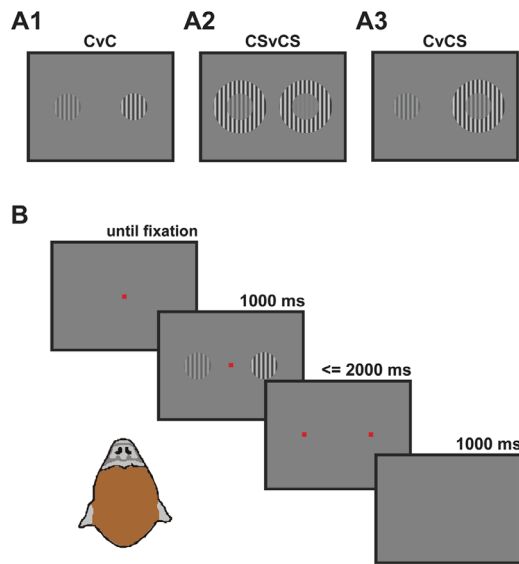 A1
CvC
A2
CSvCS
A3
CvCS
B
until fixation
1000 ms
<= 2000 ms
1000 ms